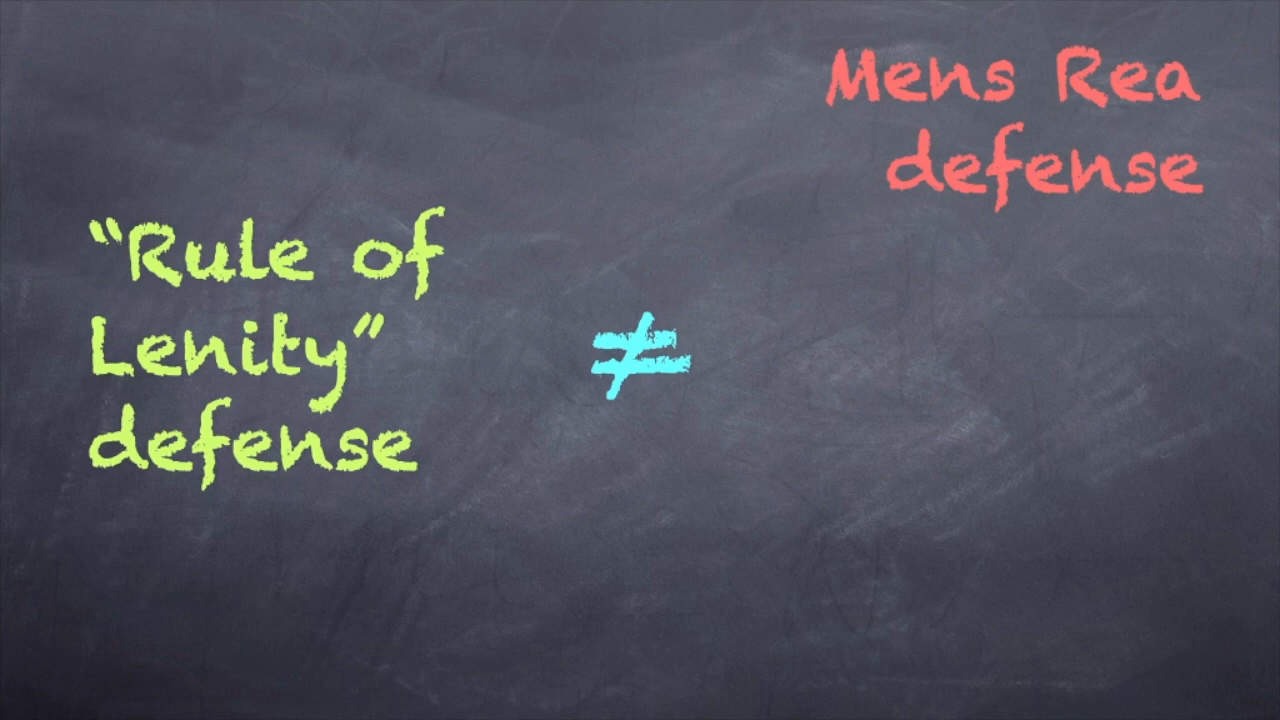 “Rule of
Lenity”
defense
≠
Mens Rea
defense